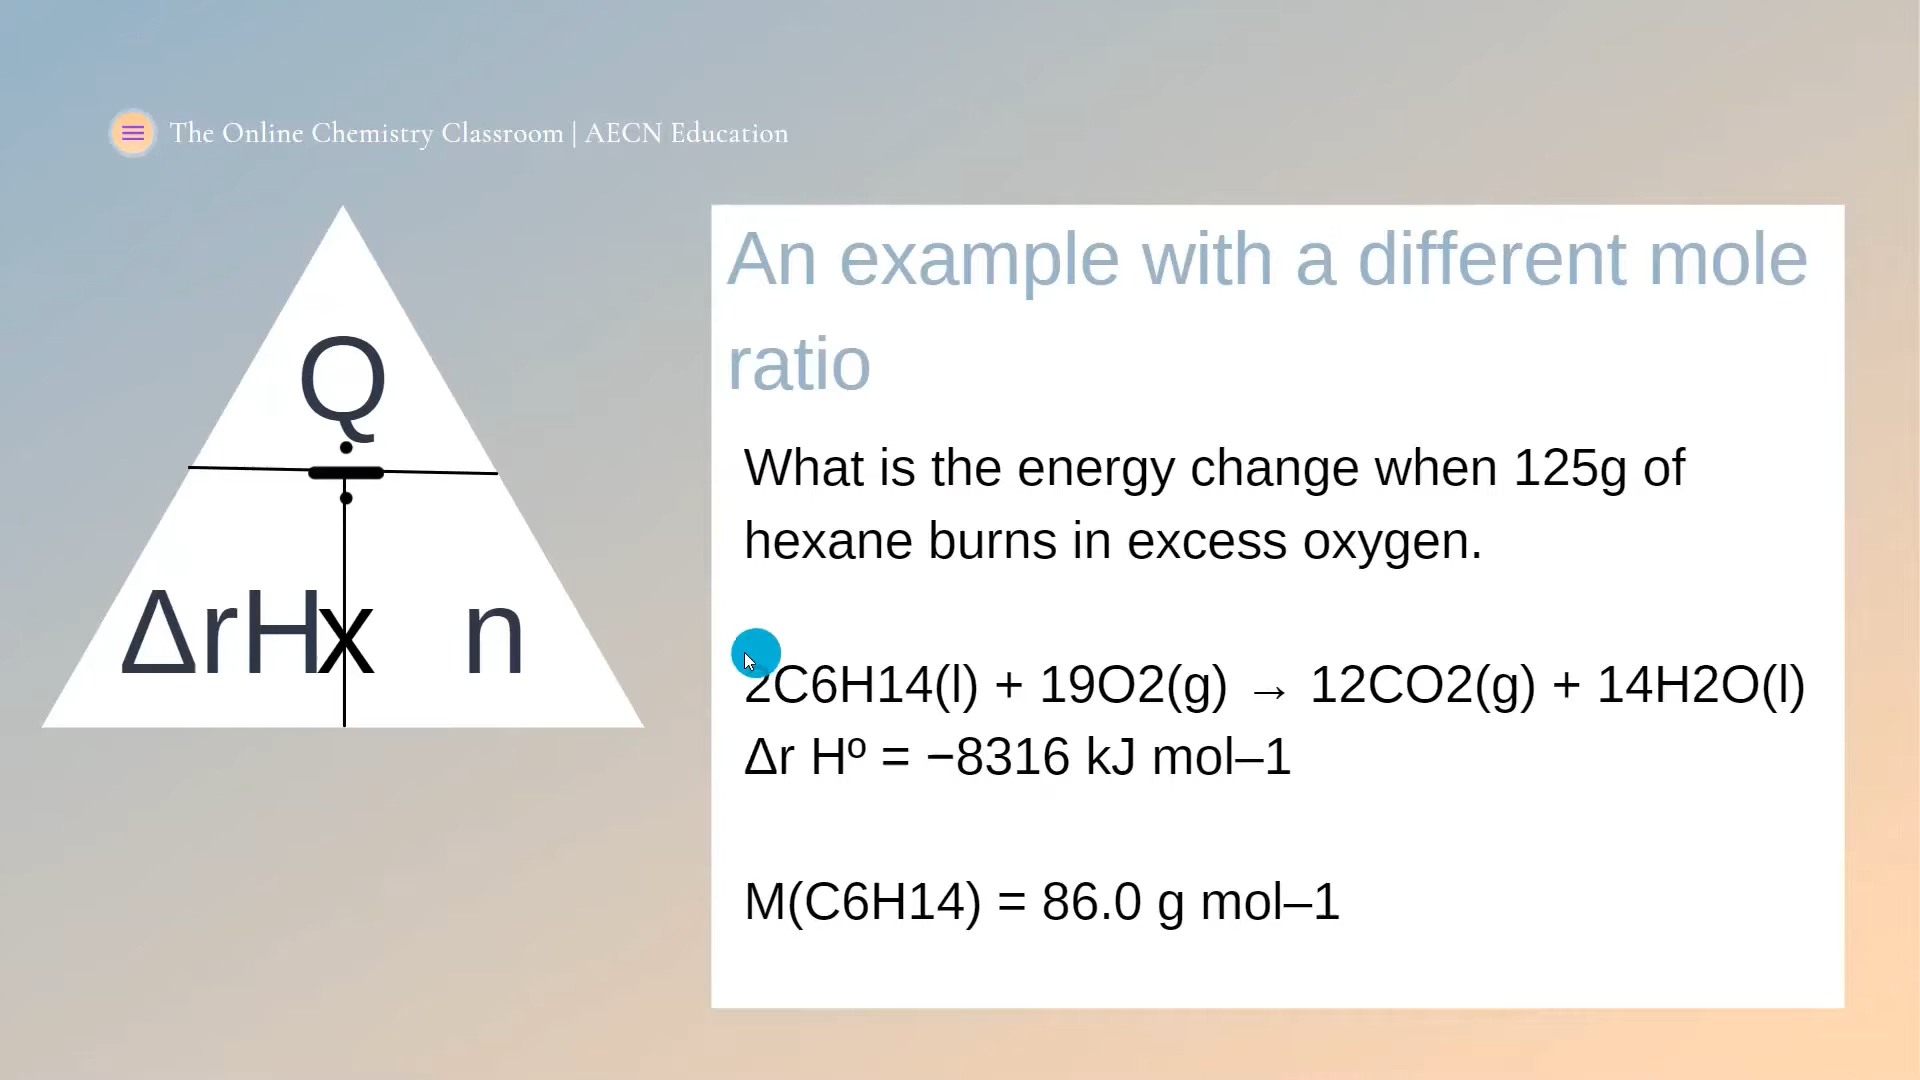 The Online Chemistry Classroom | AECN Education
Q
÷
ΔrH x n
An example with a different mole
ratio
What is the energy change when 125g of
hexane burns in excess oxygen.
2C6H14(l) + 19O2(g) → 12CO2(g) + 14H2O(l)
Δr Hº = −8316 kJ mol–1
M(C6H14) = 86.0 g mol–1